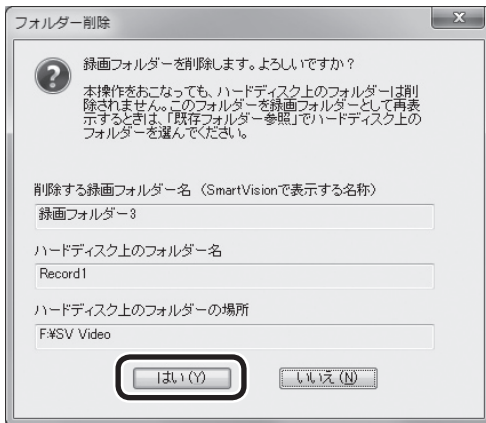 フォルダー削除
録画フォルダーを削除します。よろしいですか？
本操作をおこなっても、ハードディスク上のフォルダーは削
除されません。このフォルダーを録画フォルダーとして再表
示するときは、「既存フォルダー参照」でハードディスク上の
フォルダーを選んでください。
削除する録画フォルダー名（SmartVisionで表示する名称）
録画フォルダー3
ハードディスク上のフォルダー名
Record1
ハードディスク上のフォルダーの場所
F:¥SV Video
はい(Y) いいえ(N)